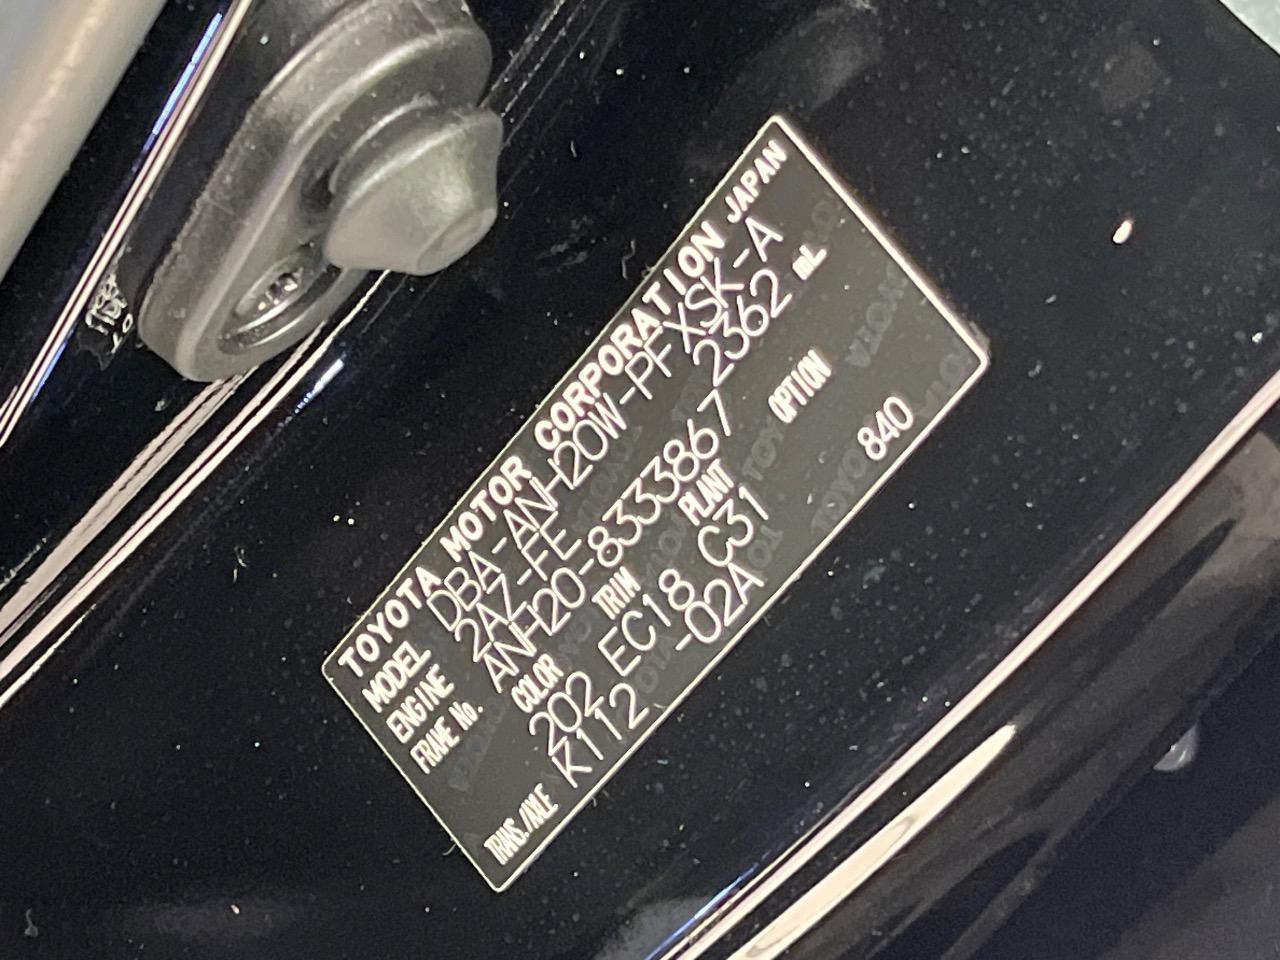 TOYOTA MOTOR CORPORATION JAPAN
MODEL DBA-ANH20W-PFXSK-A
ENGINE 2AZ-FE 2362 mL
FRAME No. ANH20-8333867
COLOR TRIM PLANT OPTION
202 EC18 C31 840
TRANS./AXLE K112 -02A